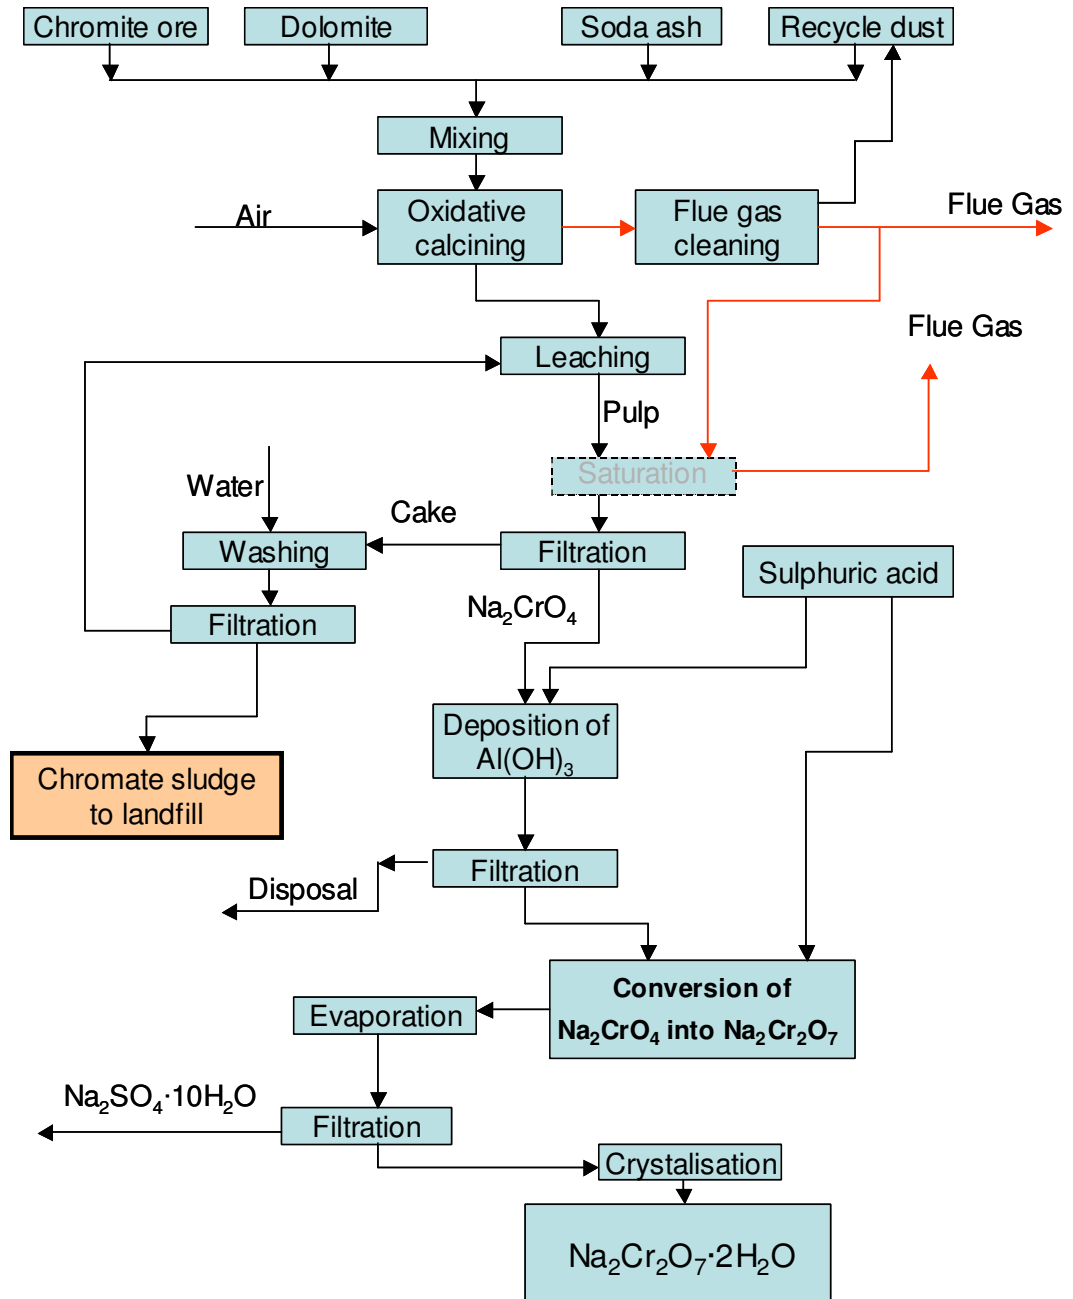 Chromite ore
Dolomite
Soda ash
Recycle dust
Mixing
Air
Oxidative
calcining
Flue gas
cleaning
Flue Gas
Flue Gas
Leaching
Pulp
Saturation
Water
Cake
Washing
Filtration
Sulphuric acid
Na₂CrO₄
Filtration
Deposition of
Al(OH)₃
Chromate sludge
to landfill
Filtration
Disposal
Conversion of
Na₂CrO₄ into Na₂Cr₂O₇
Evaporation
Na₂SO₄·10H₂O
Filtration
Crystalisation
Na₂Cr₂O₇·2H₂O